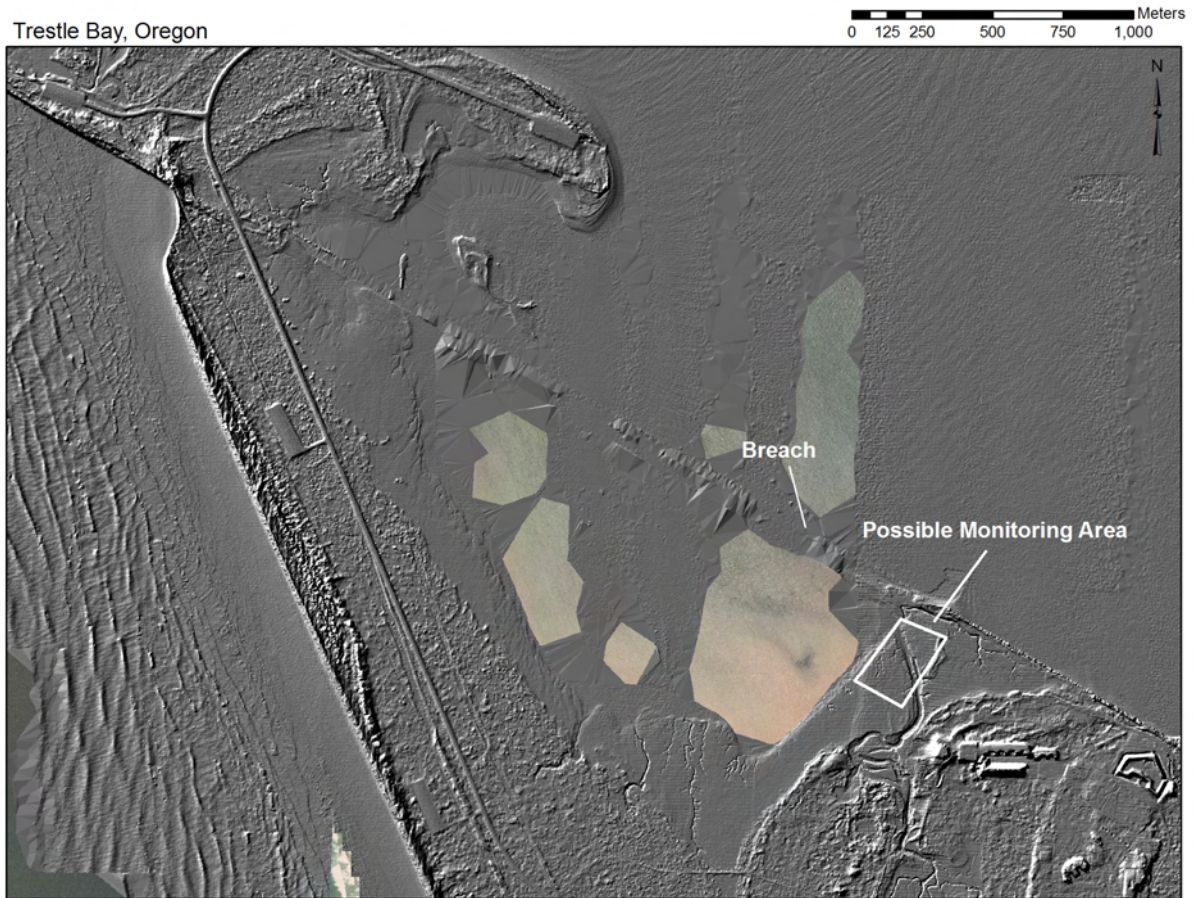 Trestle Bay, Oregon
Meters
0 125 250 500 750 1,000
N
Breach
Possible Monitoring Area